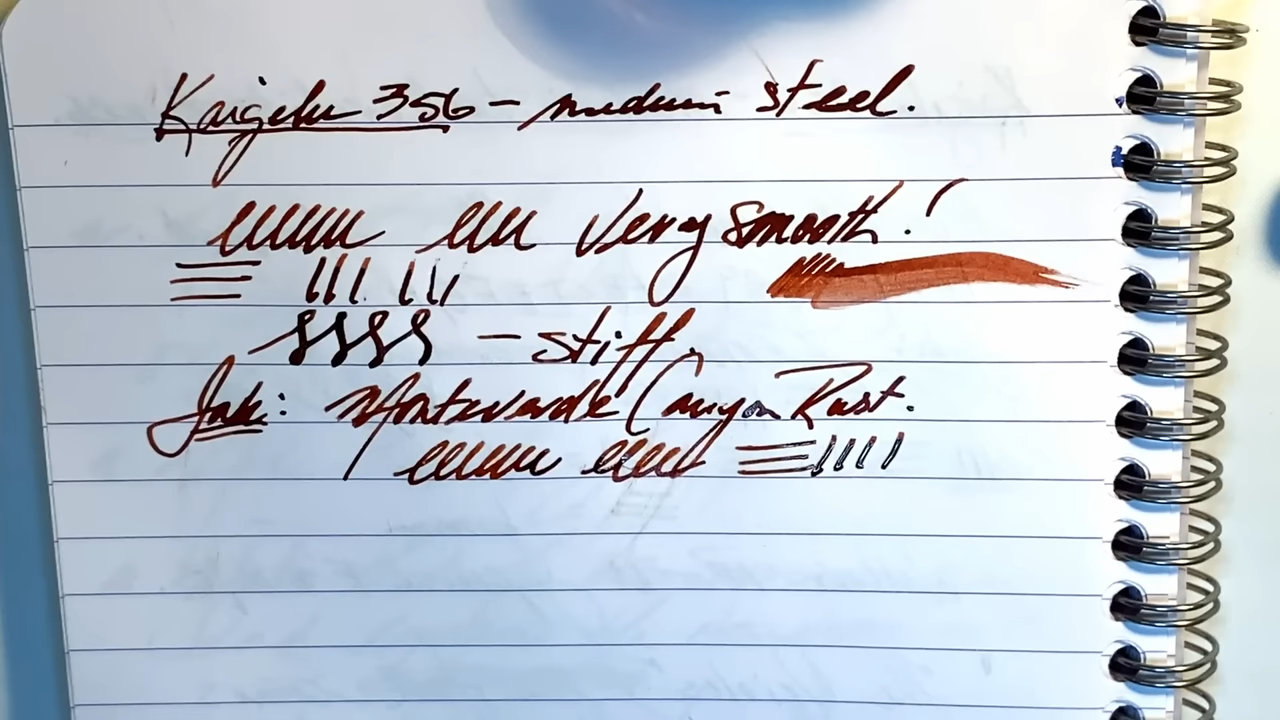 Kaigelu 356 - medium steel.
Very smooth!
- stiff.
Ink: Monteverde Canyon Rust.